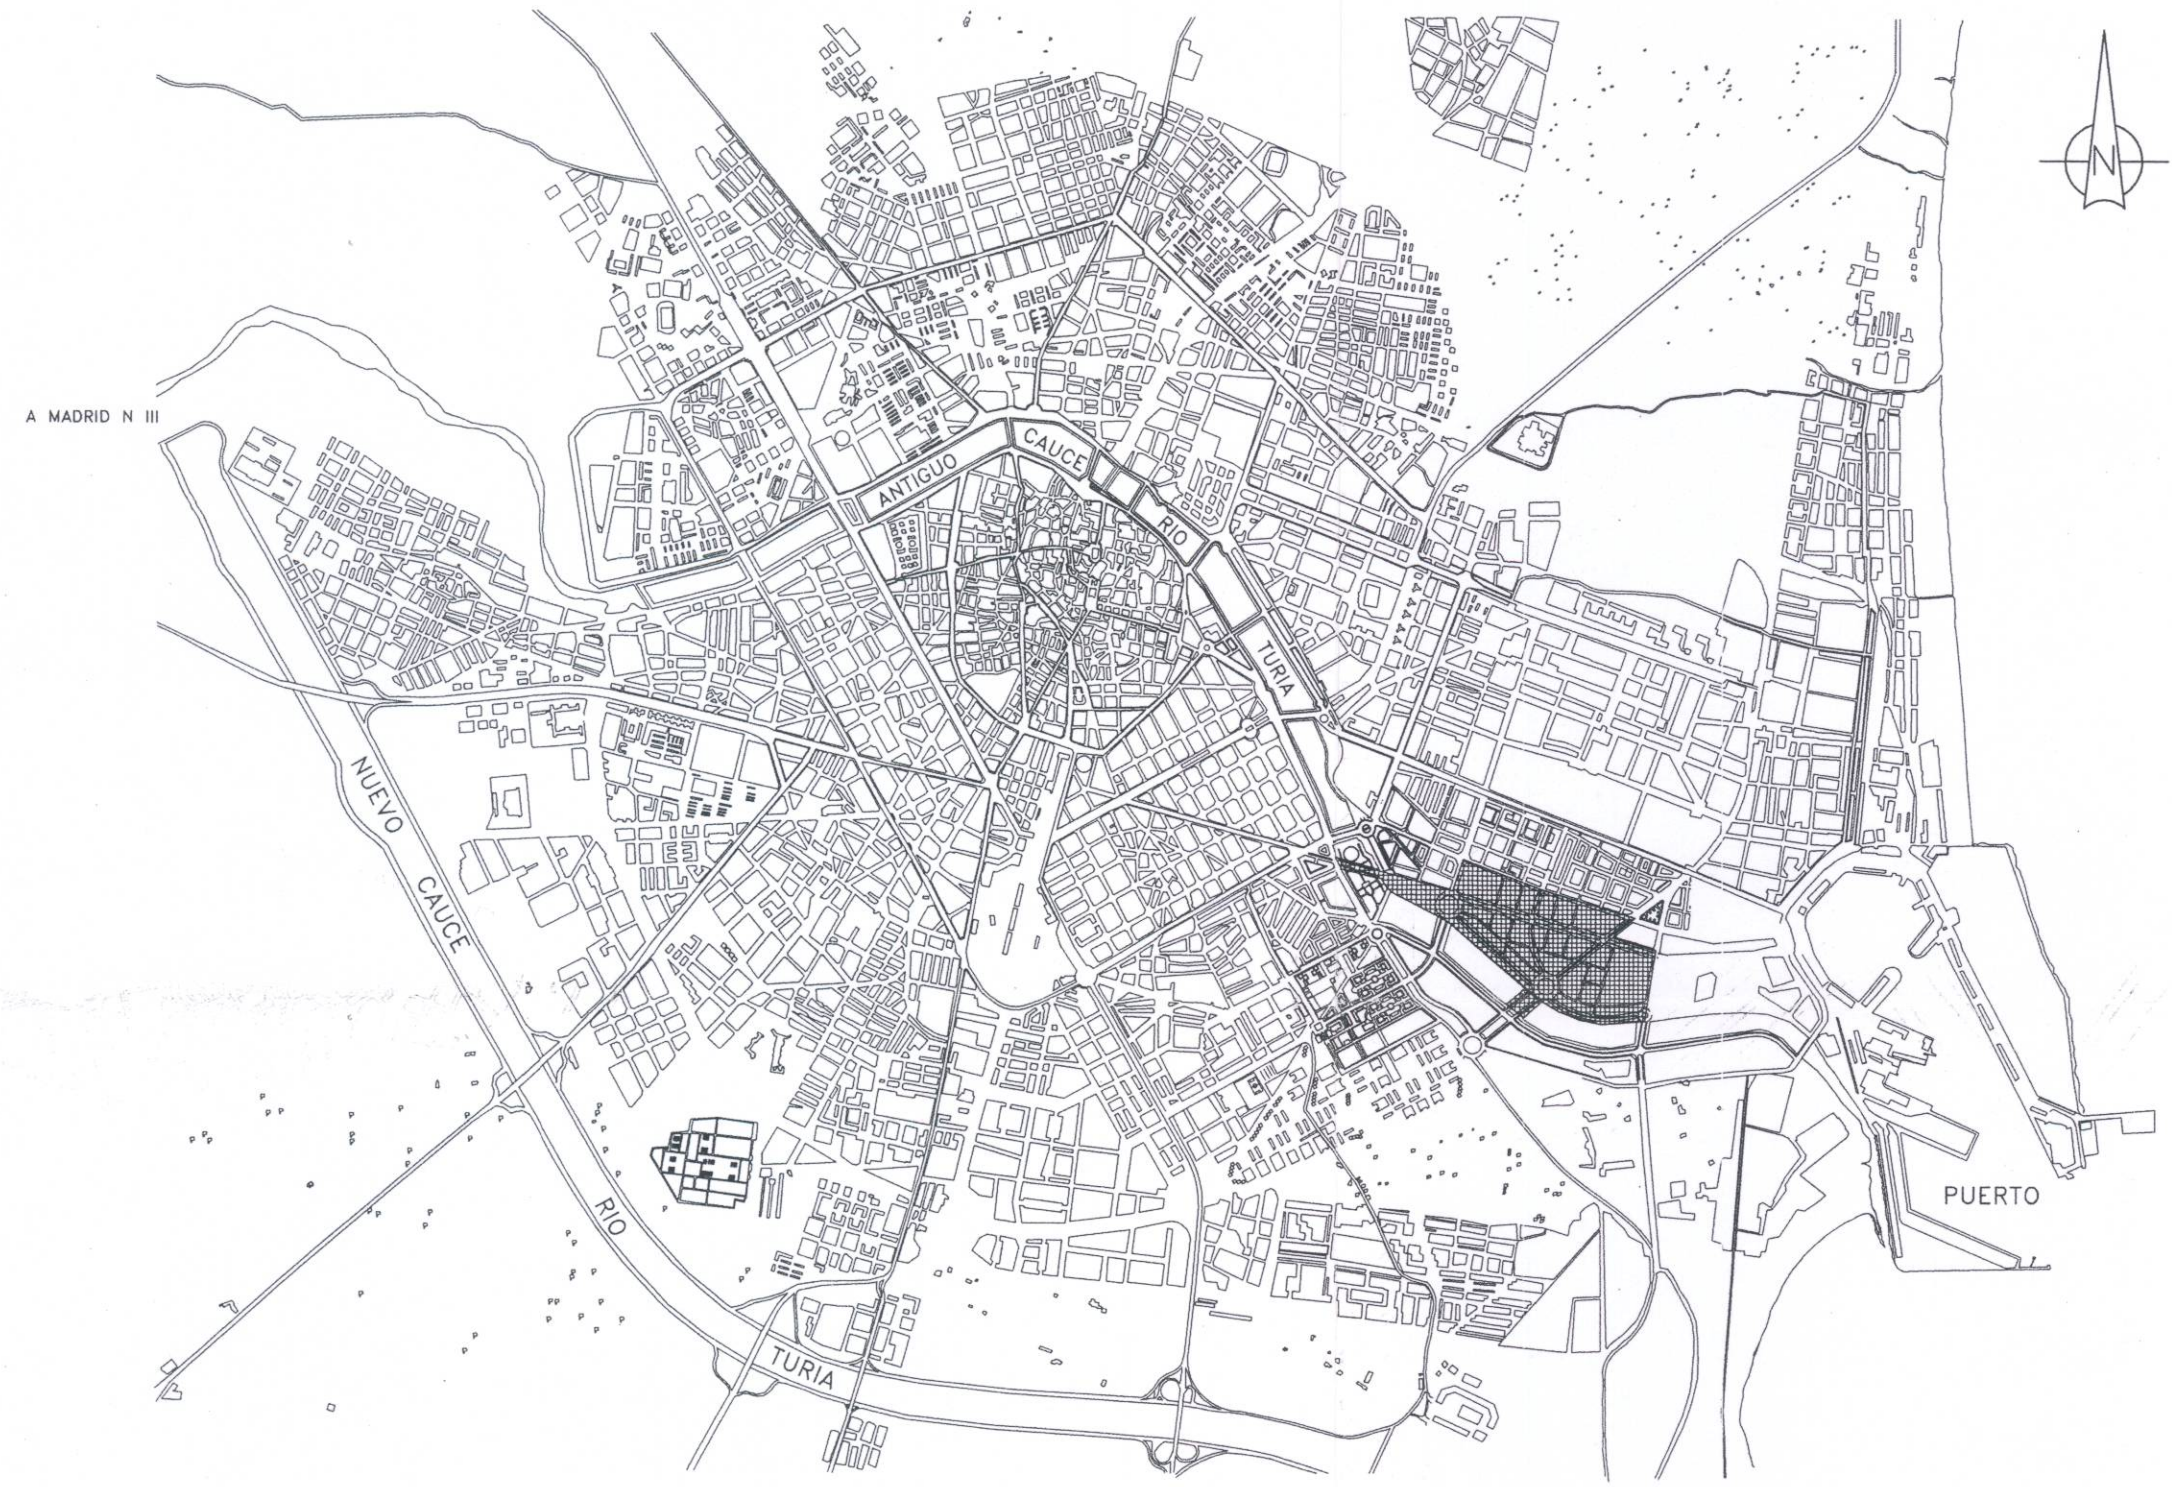 N
A MADRID N III
ANTIGUO CAUCE RIO TURIA
NUEVO CAUCE RIO TURIA
PUERTO